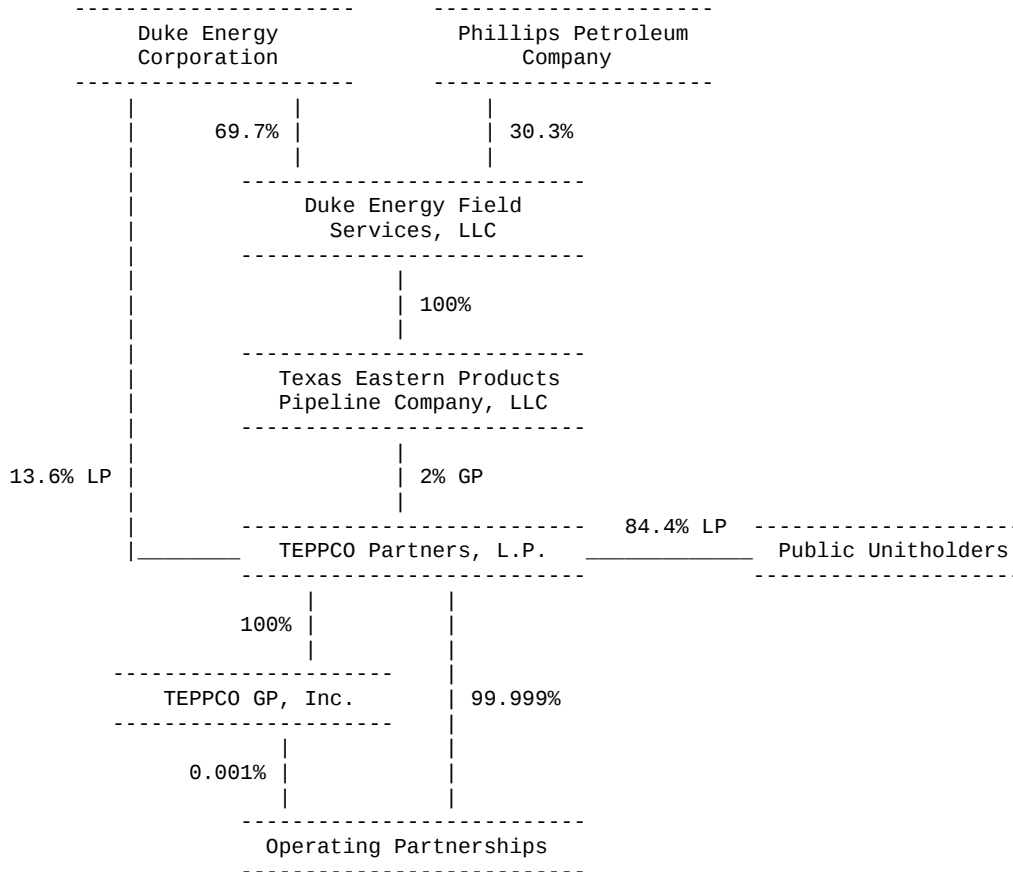 Duke Energy
Corporation
Phillips Petroleum
Company
69.7%
30.3%
Duke Energy Field
Services, LLC
100%
Texas Eastern Products
Pipeline Company, LLC
13.6% LP
2% GP
84.4% LP
TEPPCO Partners, L.P.
Public Unitholders
100%
TEPPCO GP, Inc.
99.999%
0.001%
Operating Partnerships